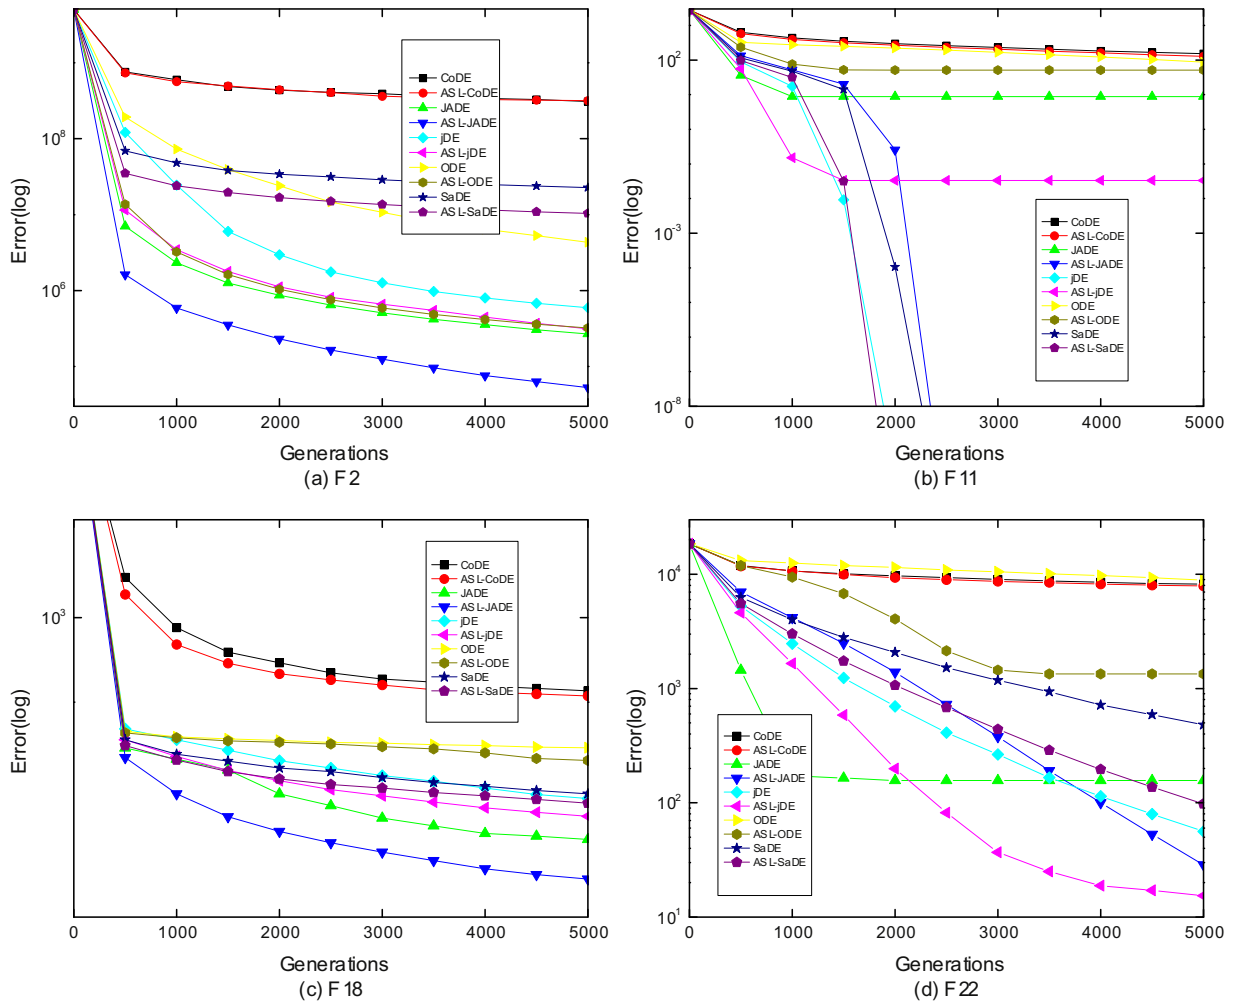 Error(log)
10^8
10^6
CoDE
ASL-CoDE
JADE
ASL-JADE
jDE
ASL-jDE
ODE
ASL-ODE
SaDE
ASL-SaDE
0 1000 2000 3000 4000 5000
Generations
(a) F2
Error(log)
10^2
10^-3
10^-8
CoDE
ASL-CoDE
JADE
ASL-JADE
jDE
ASL-jDE
ODE
ASL-ODE
SaDE
ASL-SaDE
0 1000 2000 3000 4000 5000
Generations
(b) F11
Error(log)
10^3
CoDE
ASL-CoDE
JADE
ASL-JADE
jDE
ASL-jDE
ODE
ASL-ODE
SaDE
ASL-SaDE
0 1000 2000 3000 4000 5000
Generations
(c) F18
Error(log)
10^4
10^3
10^2
10^1
CoDE
ASL-CoDE
JADE
ASL-JADE
jDE
ASL-jDE
ODE
ASL-ODE
SaDE
ASL-SaDE
0 1000 2000 3000 4000 5000
Generations
(d) F22